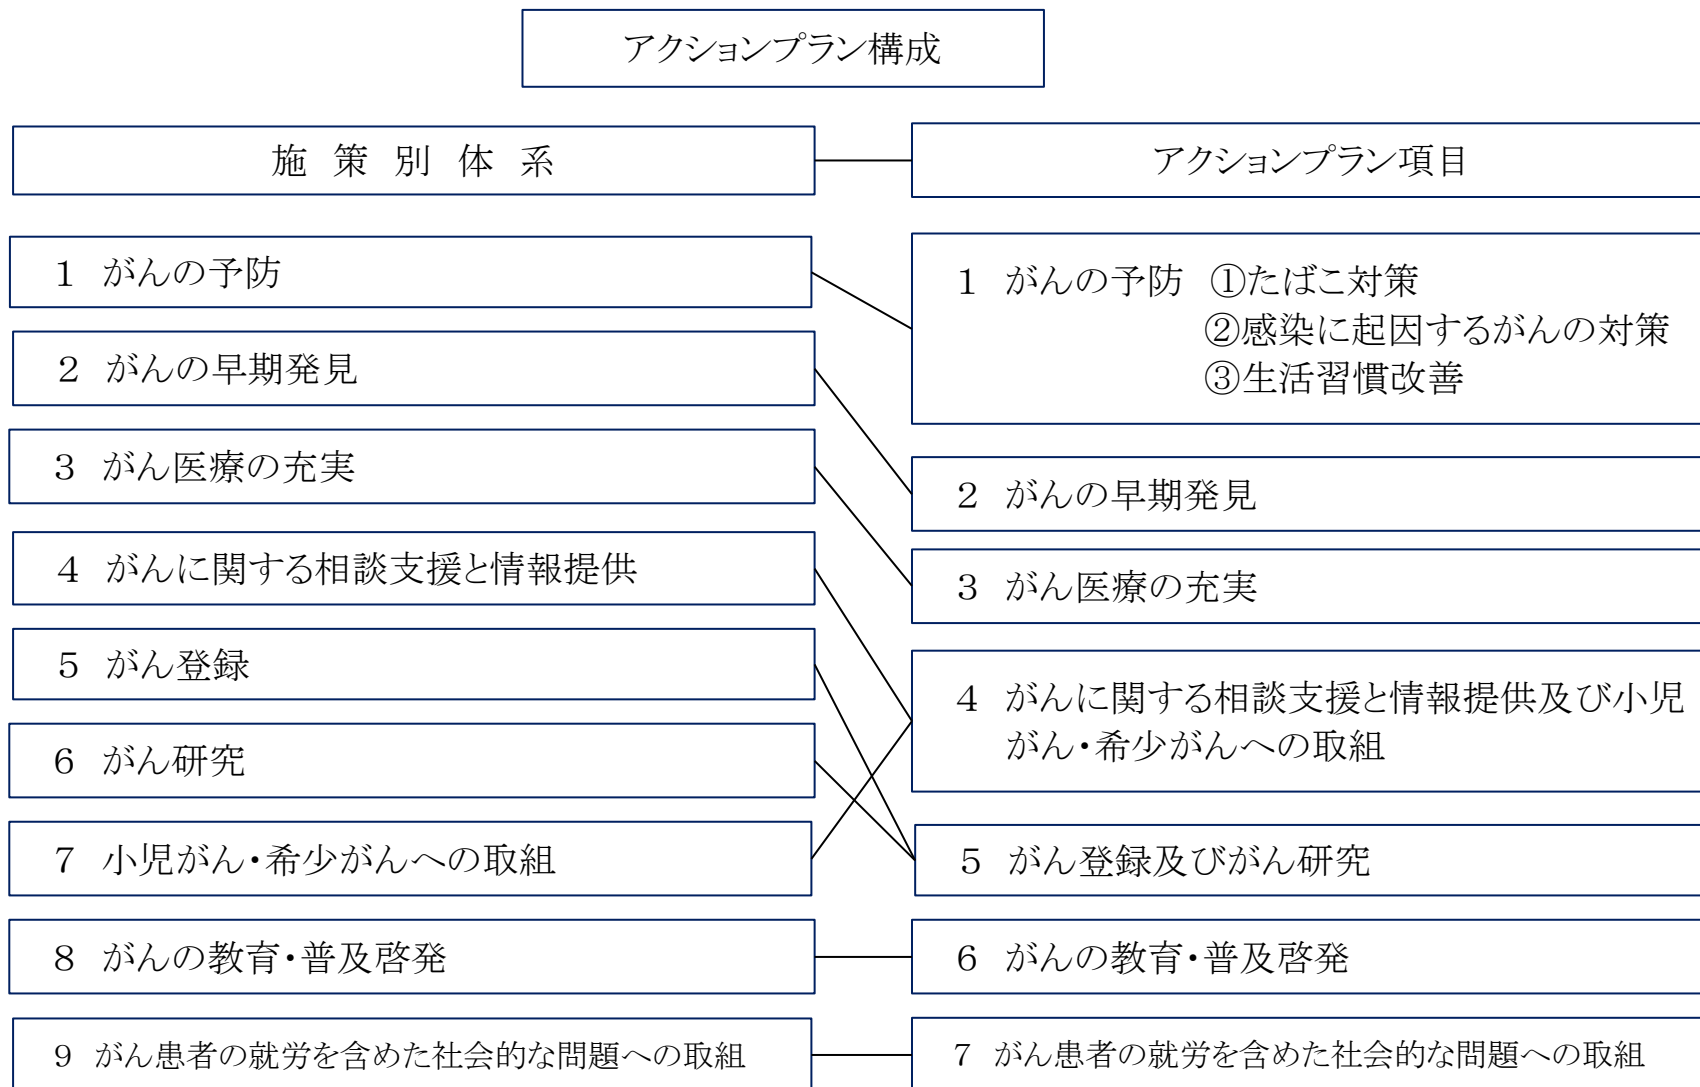 アクションプラン構成
施 策 別 体 系
アクションプラン項目
1 がんの予防
2 がんの早期発見
3 がん医療の充実
4 がんに関する相談支援と情報提供
5 がん登録
6 がん研究
7 小児がん・希少がんへの取組
8 がんの教育・普及啓発
9 がん患者の就労を含めた社会的な問題への取組
1 がんの予防 ①たばこ対策
②感染に起因するがんの対策
③生活習慣改善
2 がんの早期発見
3 がん医療の充実
4 がんに関する相談支援と情報提供及び小児
がん・希少がんへの取組
5 がん登録及びがん研究
6 がんの教育・普及啓発
7 がん患者の就労を含めた社会的な問題への取組